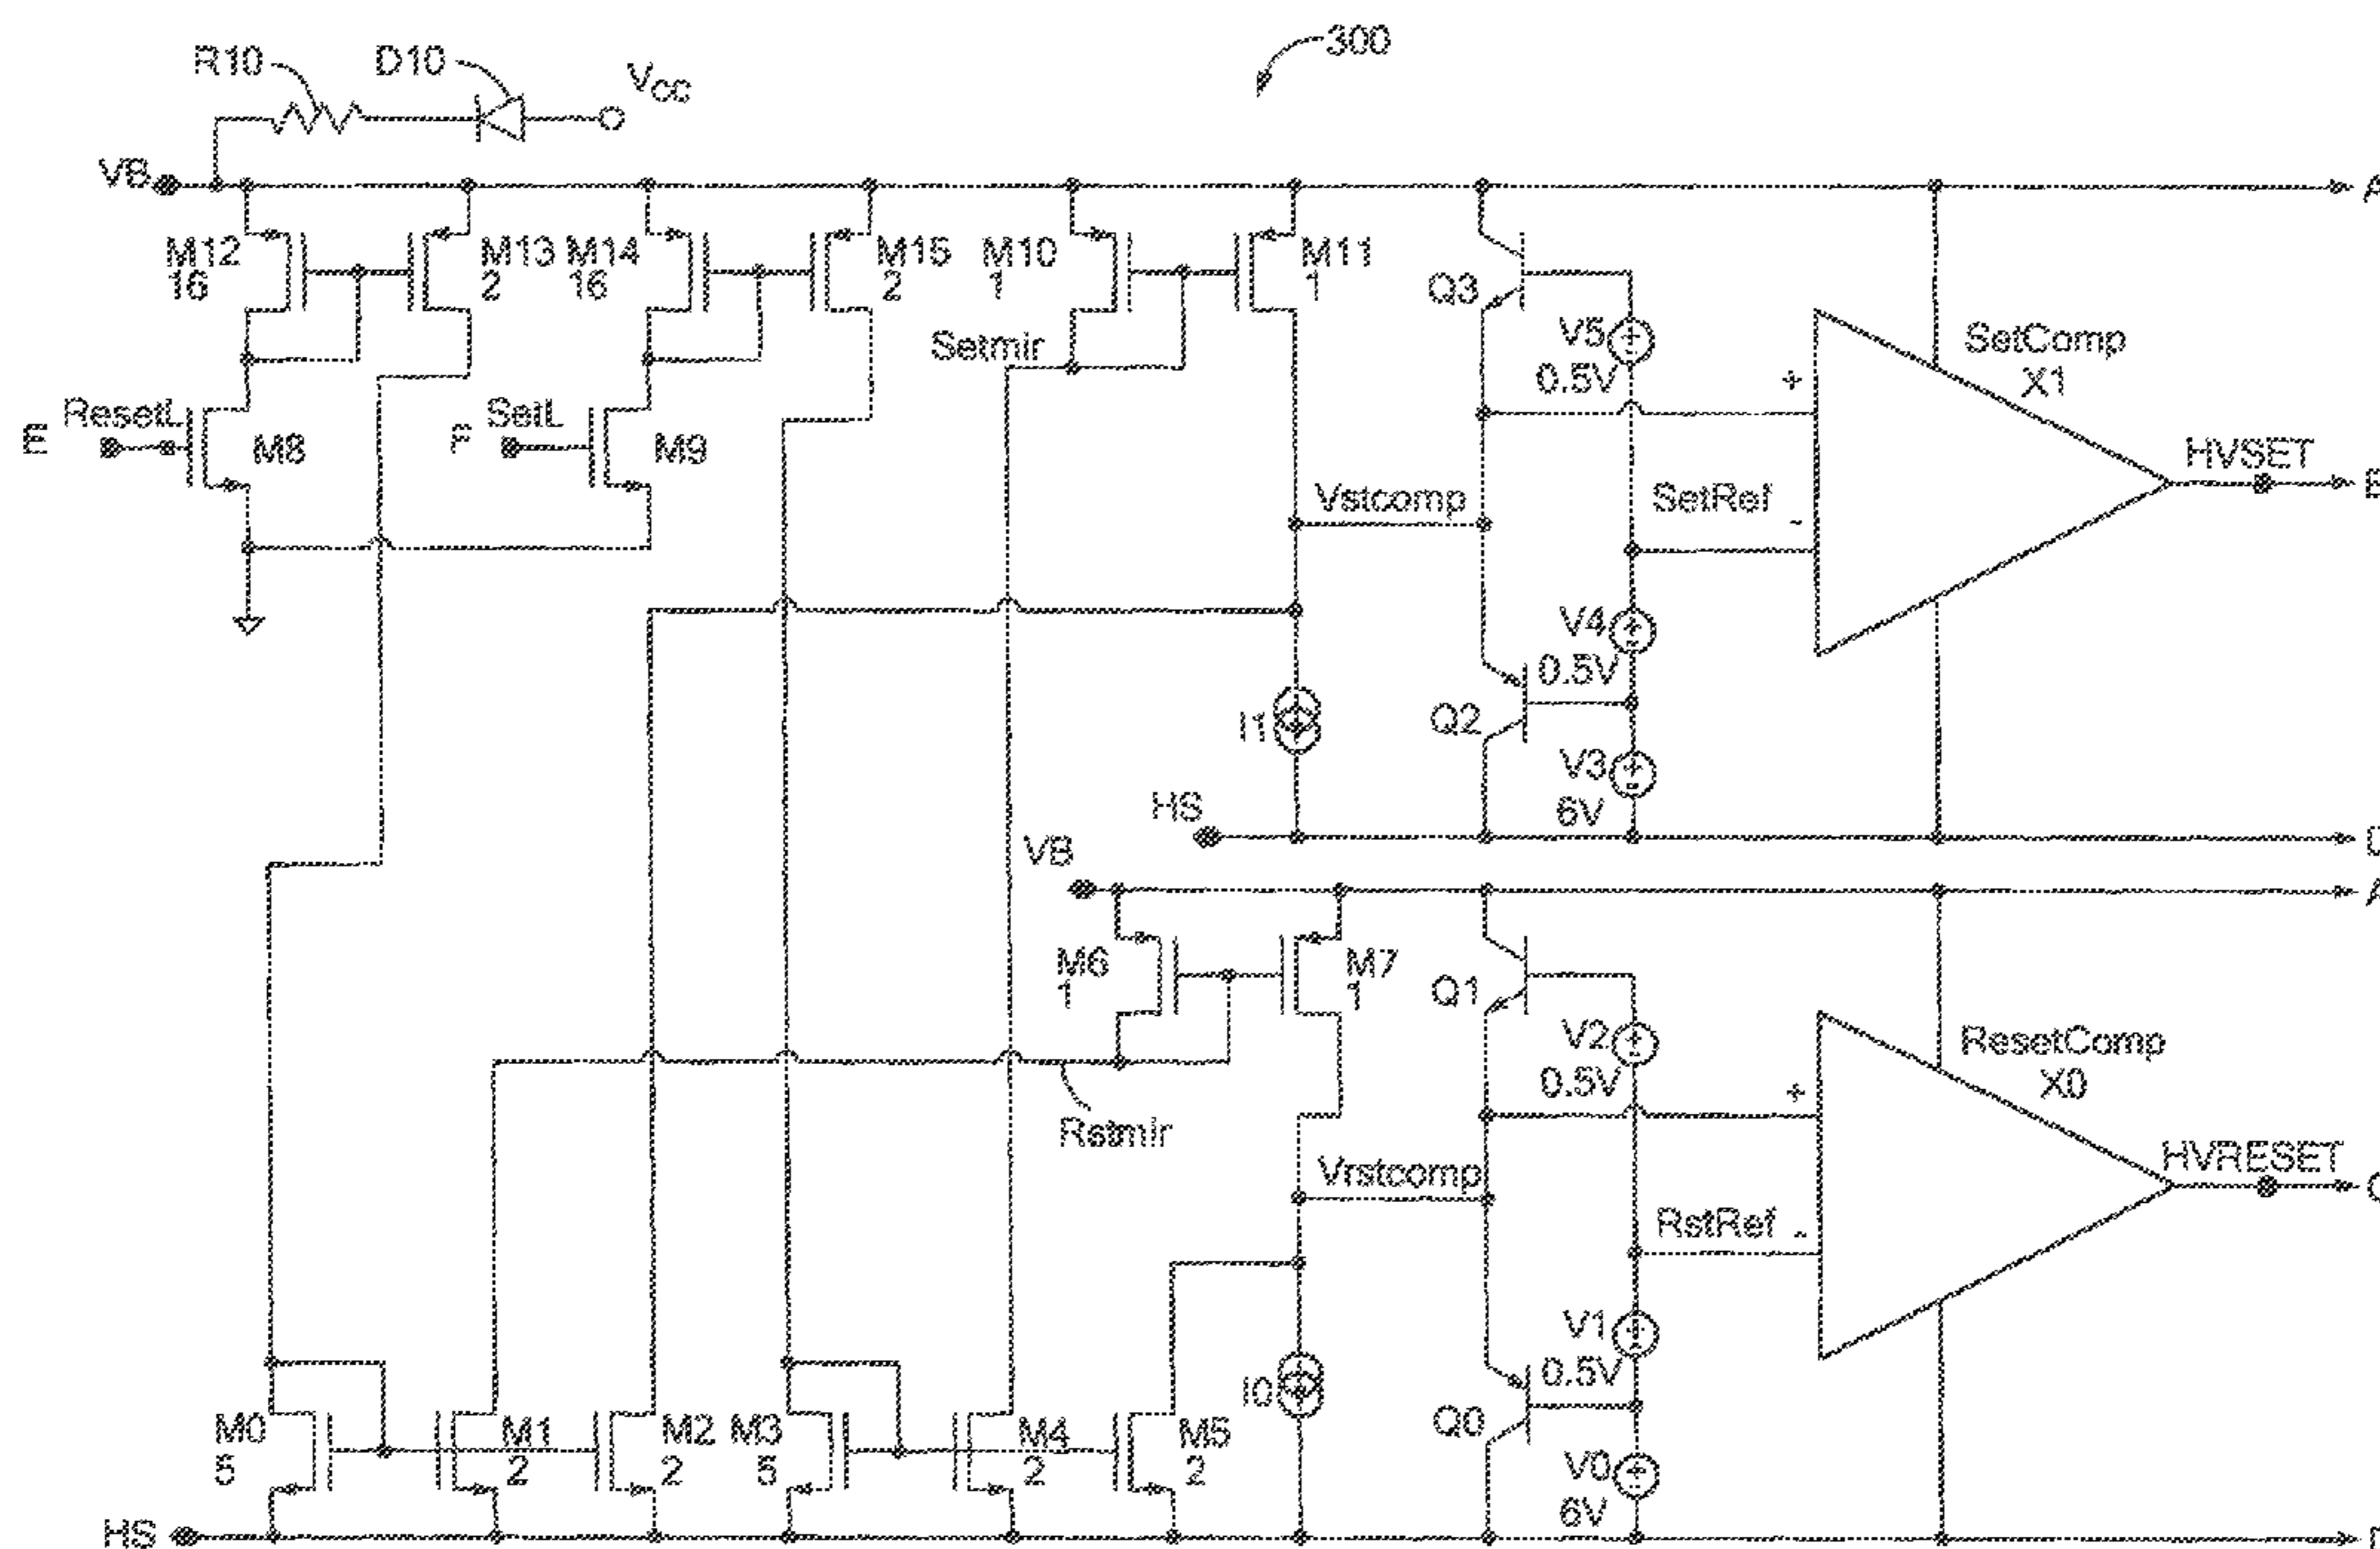 300
R10
D10
VCC
VB
A
M12
16
M13
2
M14
16
M15
2
M10
1
M11
1
Q3
V5
0.5V
SetComp
X1
Setmir
+
E
ResetL
M8
F
SetL
M9
HVSET
Vstcomp
SetRef
-
V4
0.5V
I1
Q2
V3
6V
HS
VB
M6
1
M7
1
Q1
V2
0.5V
ResetComp
X0
+
Rstmir
HVRESET
Vrstcomp
RstRef
-
V1
0.5V
I0
Q0
V0
6V
M0
5
M1
2
M2
2
M3
5
M4
2
M5
2
HS